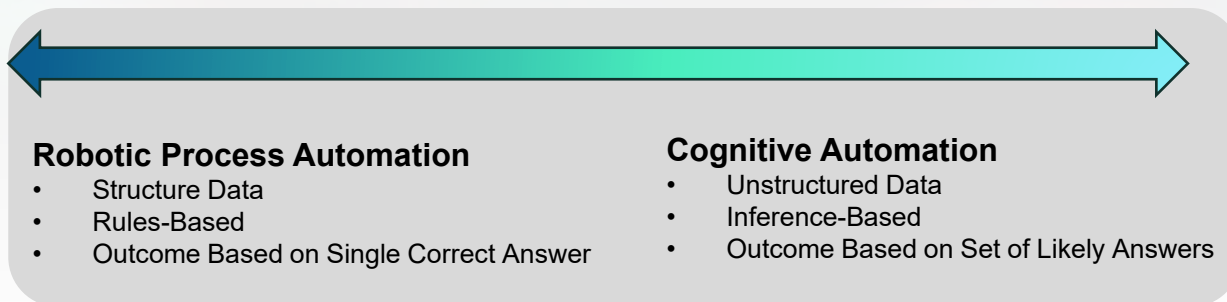 Robotic Process Automation
• Structure Data
• Rules-Based
• Outcome Based on Single Correct Answer
Cognitive Automation
• Unstructured Data
• Inference-Based
• Outcome Based on Set of Likely Answers